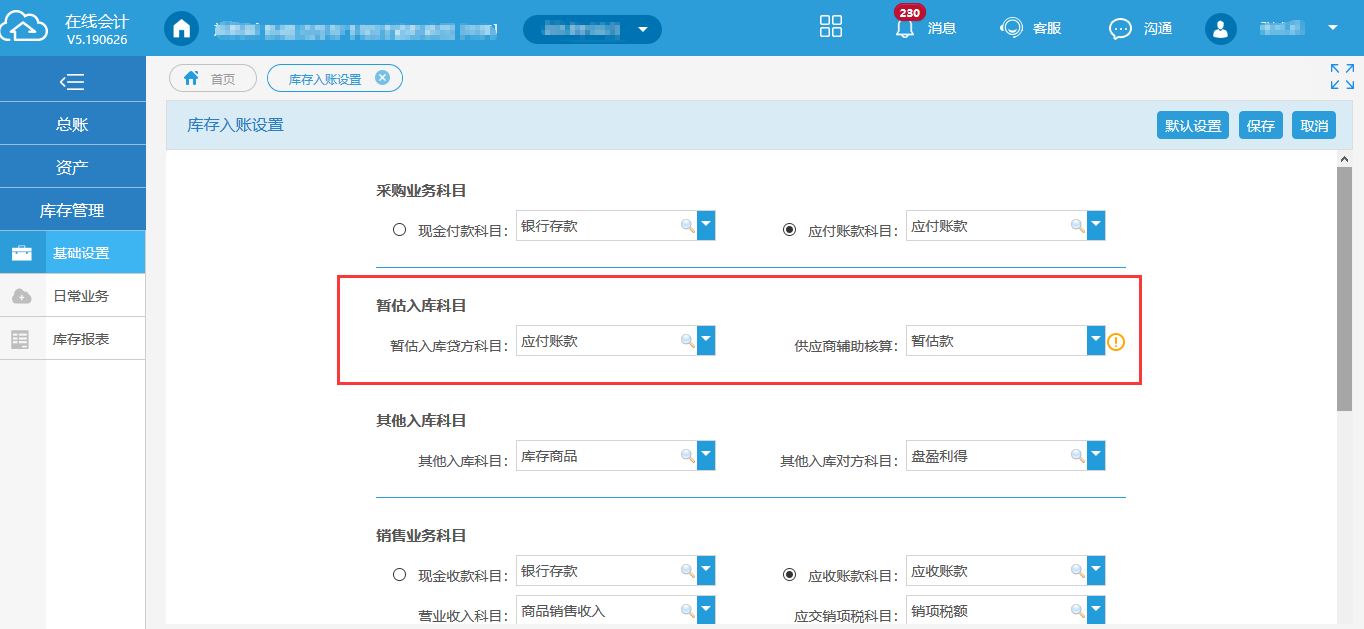 在线会计
V5.190626
230
消息
客服
沟通
首页
库存入账设置
总账
资产
库存管理
基础设置
日常业务
库存报表
库存入账设置
默认设置
保存
取消
采购业务科目
现金付款科目： 银行存款
应付账款科目： 应付账款
暂估入库科目
暂估入库贷方科目： 应付账款
供应商辅助核算： 暂估款
其他入库科目
其他入库科目： 库存商品
其他入库对方科目： 盘盈利得
销售业务科目
现金收款科目： 银行存款
应收账款科目： 应收账款
营业收入科目： 商品销售收入
应交销项税科目： 销项税额